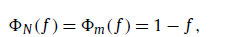 Φ_N(f) = Φ_m(f) = 1 − f,